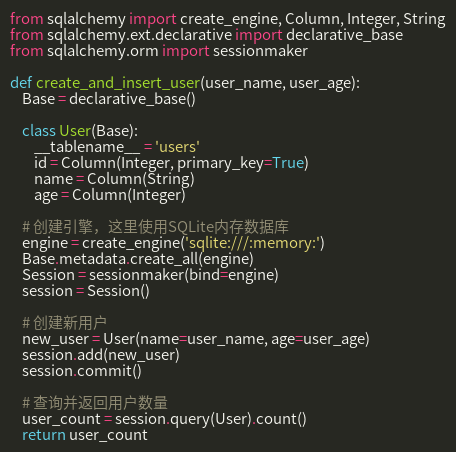 from sqlalchemy import create_engine, Column, Integer, String
from sqlalchemy.ext.declarative import declarative_base
from sqlalchemy.orm import sessionmaker

def create_and_insert_user(user_name, user_age):
    Base = declarative_base()

    class User(Base):
        __tablename__ = 'users'
        id = Column(Integer, primary_key=True)
        name = Column(String)
        age = Column(Integer)

    # 创建引擎，这里使用SQLite内存数据库
    engine = create_engine('sqlite:///:memory:')
    Base.metadata.create_all(engine)
    Session = sessionmaker(bind=engine)
    session = Session()

    # 创建新用户
    new_user = User(name=user_name, age=user_age)
    session.add(new_user)
    session.commit()

    # 查询并返回用户数量
    user_count = session.query(User).count()
    return user_count